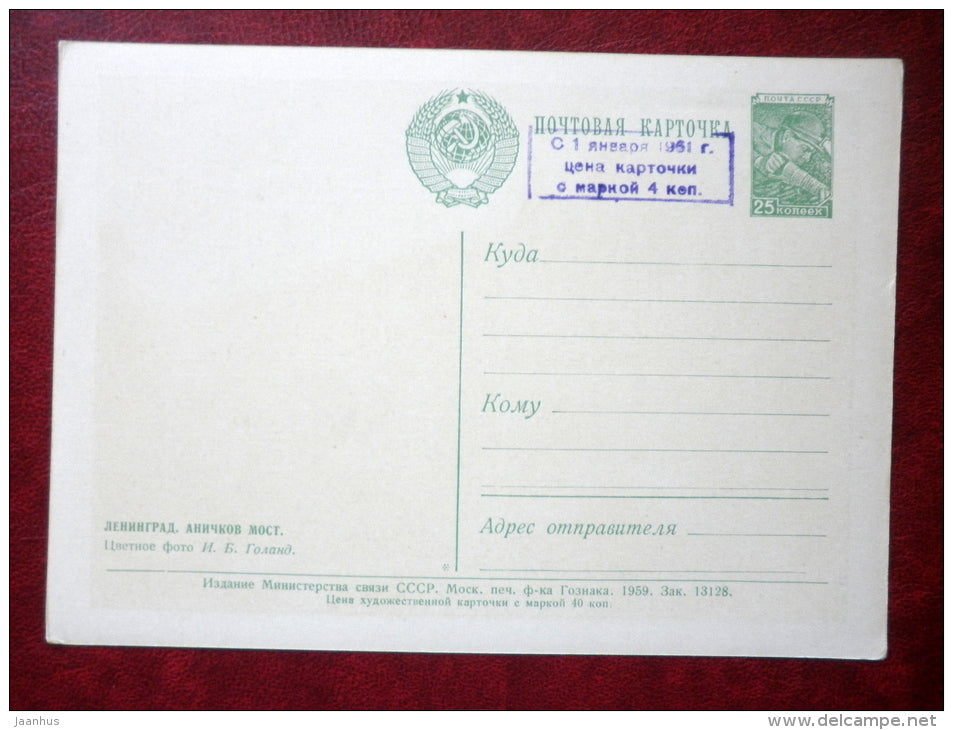 ПОЧТОВАЯ КАРТОЧКА
С 1 января 1961 г.
цена карточки
с маркой 4 коп.
ПОЧТА СССР
25 КОПЕЕК
Куда
Кому
Адрес отправителя
ЛЕНИНГРАД. АНИЧКОВ МОСТ.
Цветное фото И. Б. Голанд.
*
Издание Министерства связи СССР. Моск. печ. ф-ка Гознака. 1959. Зак. 13128.
Цена художественной карточки с маркой 40 коп.
jaanhus
delcampe.net